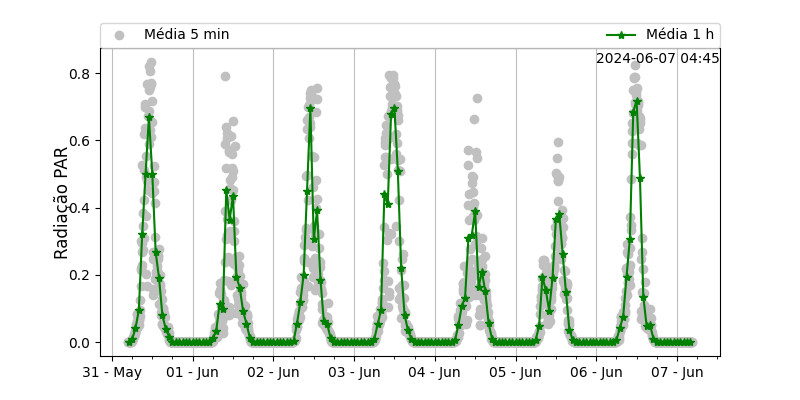 Média 5 min
Média 1 h
2024-06-07 04:45
Radiação PAR
0.8
0.6
0.4
0.2
0.0
31 - May
01 - Jun
02 - Jun
03 - Jun
04 - Jun
05 - Jun
06 - Jun
07 - Jun